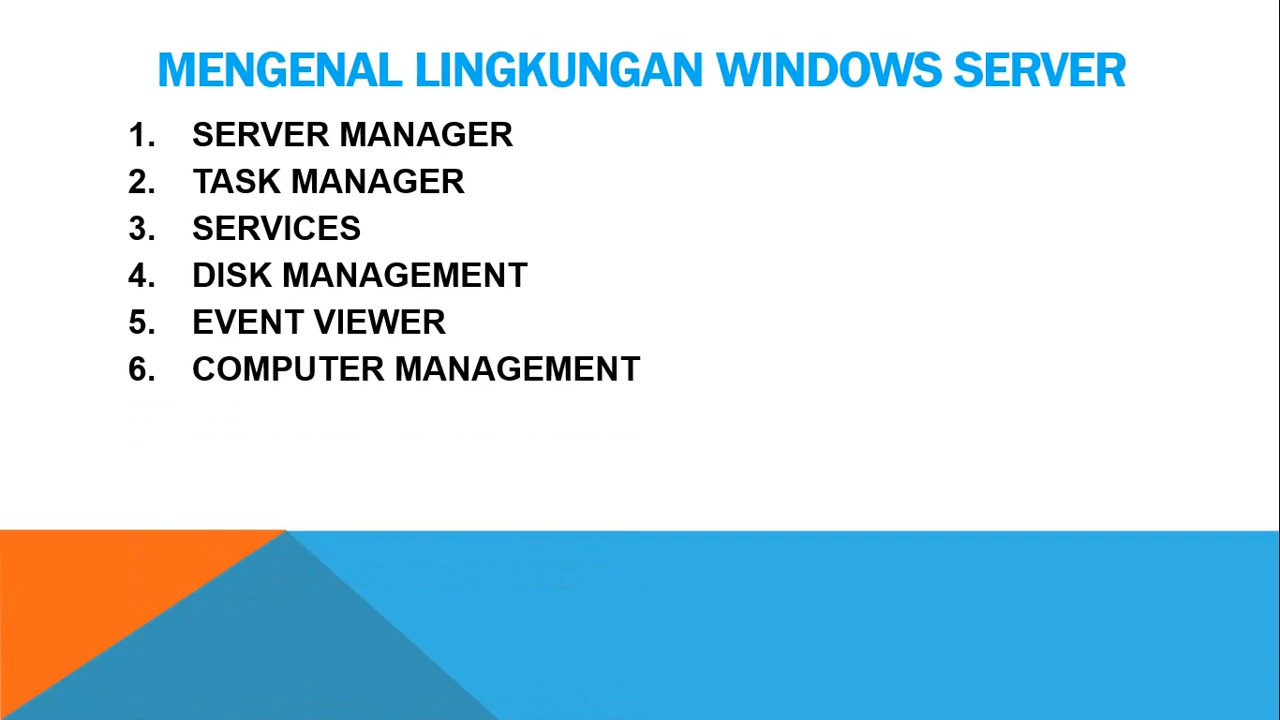 MENGENAL LINGKUNGAN WINDOWS SERVER
1. SERVER MANAGER
2. TASK MANAGER
3. SERVICES
4. DISK MANAGEMENT
5. EVENT VIEWER
6. COMPUTER MANAGEMENT